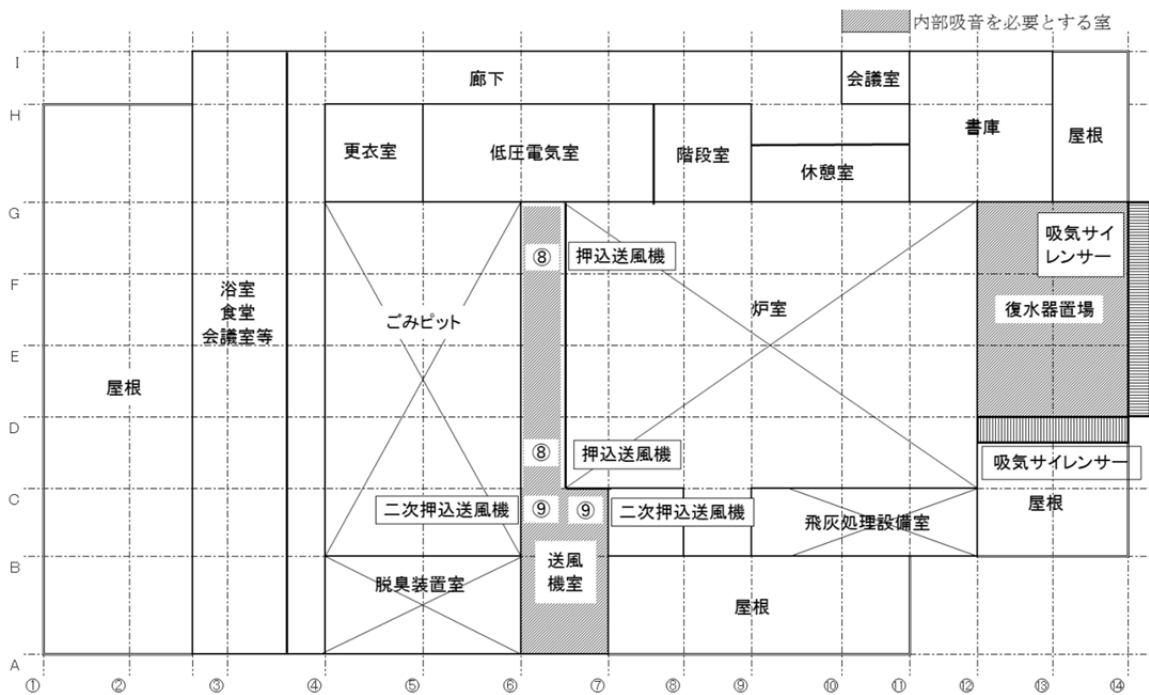 内部吸音を必要とする室
I
廊下
会議室
H
更衣室
低圧電気室
階段室
書庫
屋根
休憩室
G
⑧
押込送風機
吸気サイ
レンサー
F
浴室
食堂
会議室等
ごみピット
炉室
復水器置場
E
屋根
D
⑧
押込送風機
吸気サイレンサー
C
二次押込送風機
⑨
⑨
二次押込送風機
飛灰処理設備室
屋根
B
脱臭装置室
送風
機室
屋根
A
①
②
③
④
⑤
⑥
⑦
⑧
⑨
⑩
⑪
⑫
⑬
⑭